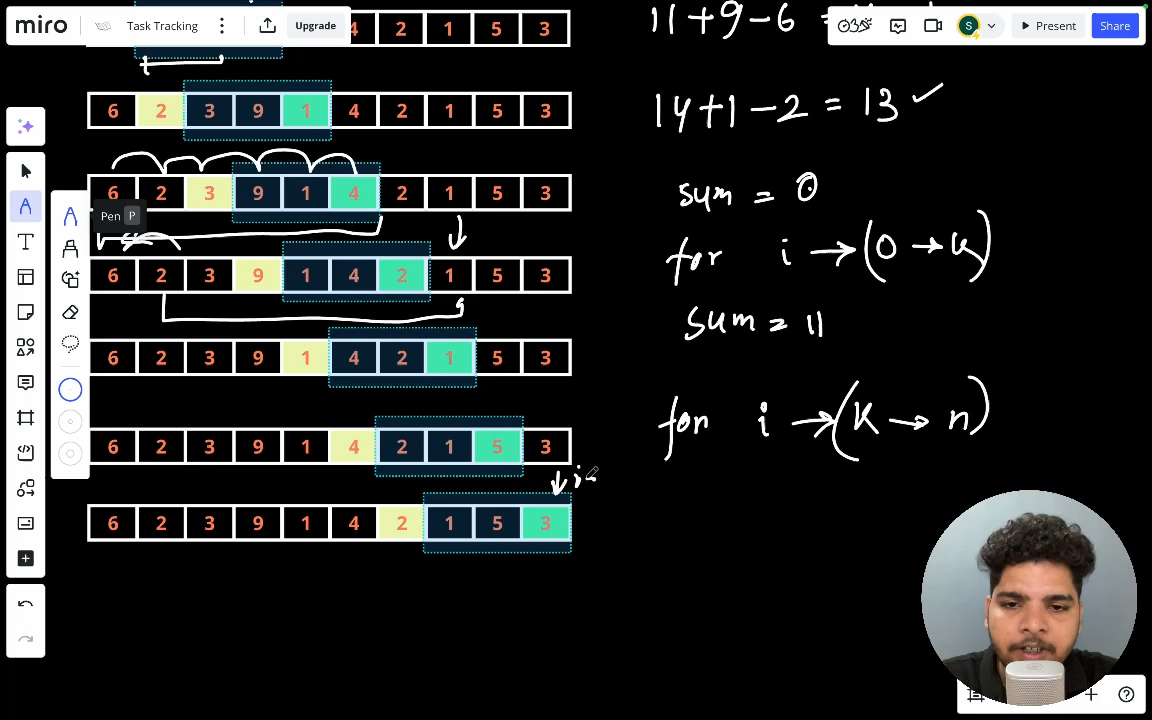 miro Task Tracking Upgrade
Present Share
4 2 1 5 3
6 2 3 9 1 4 2 1 5 3
6 2 3 9 1 4 2 1 5 3
Pen P
6 2 3 9 1 4 2 1 5 3
6 2 3 9 1 4 2 1 5 3
6 2 3 9 1 4 2 1 5 3
i
6 2 3 9 1 4 2 1 5 3
11 + 9 - 6 =
14 + 1 - 2 = 13 ✓
sum = 0
for i → (0 → k)
sum = 11
for i → (k → n)
S